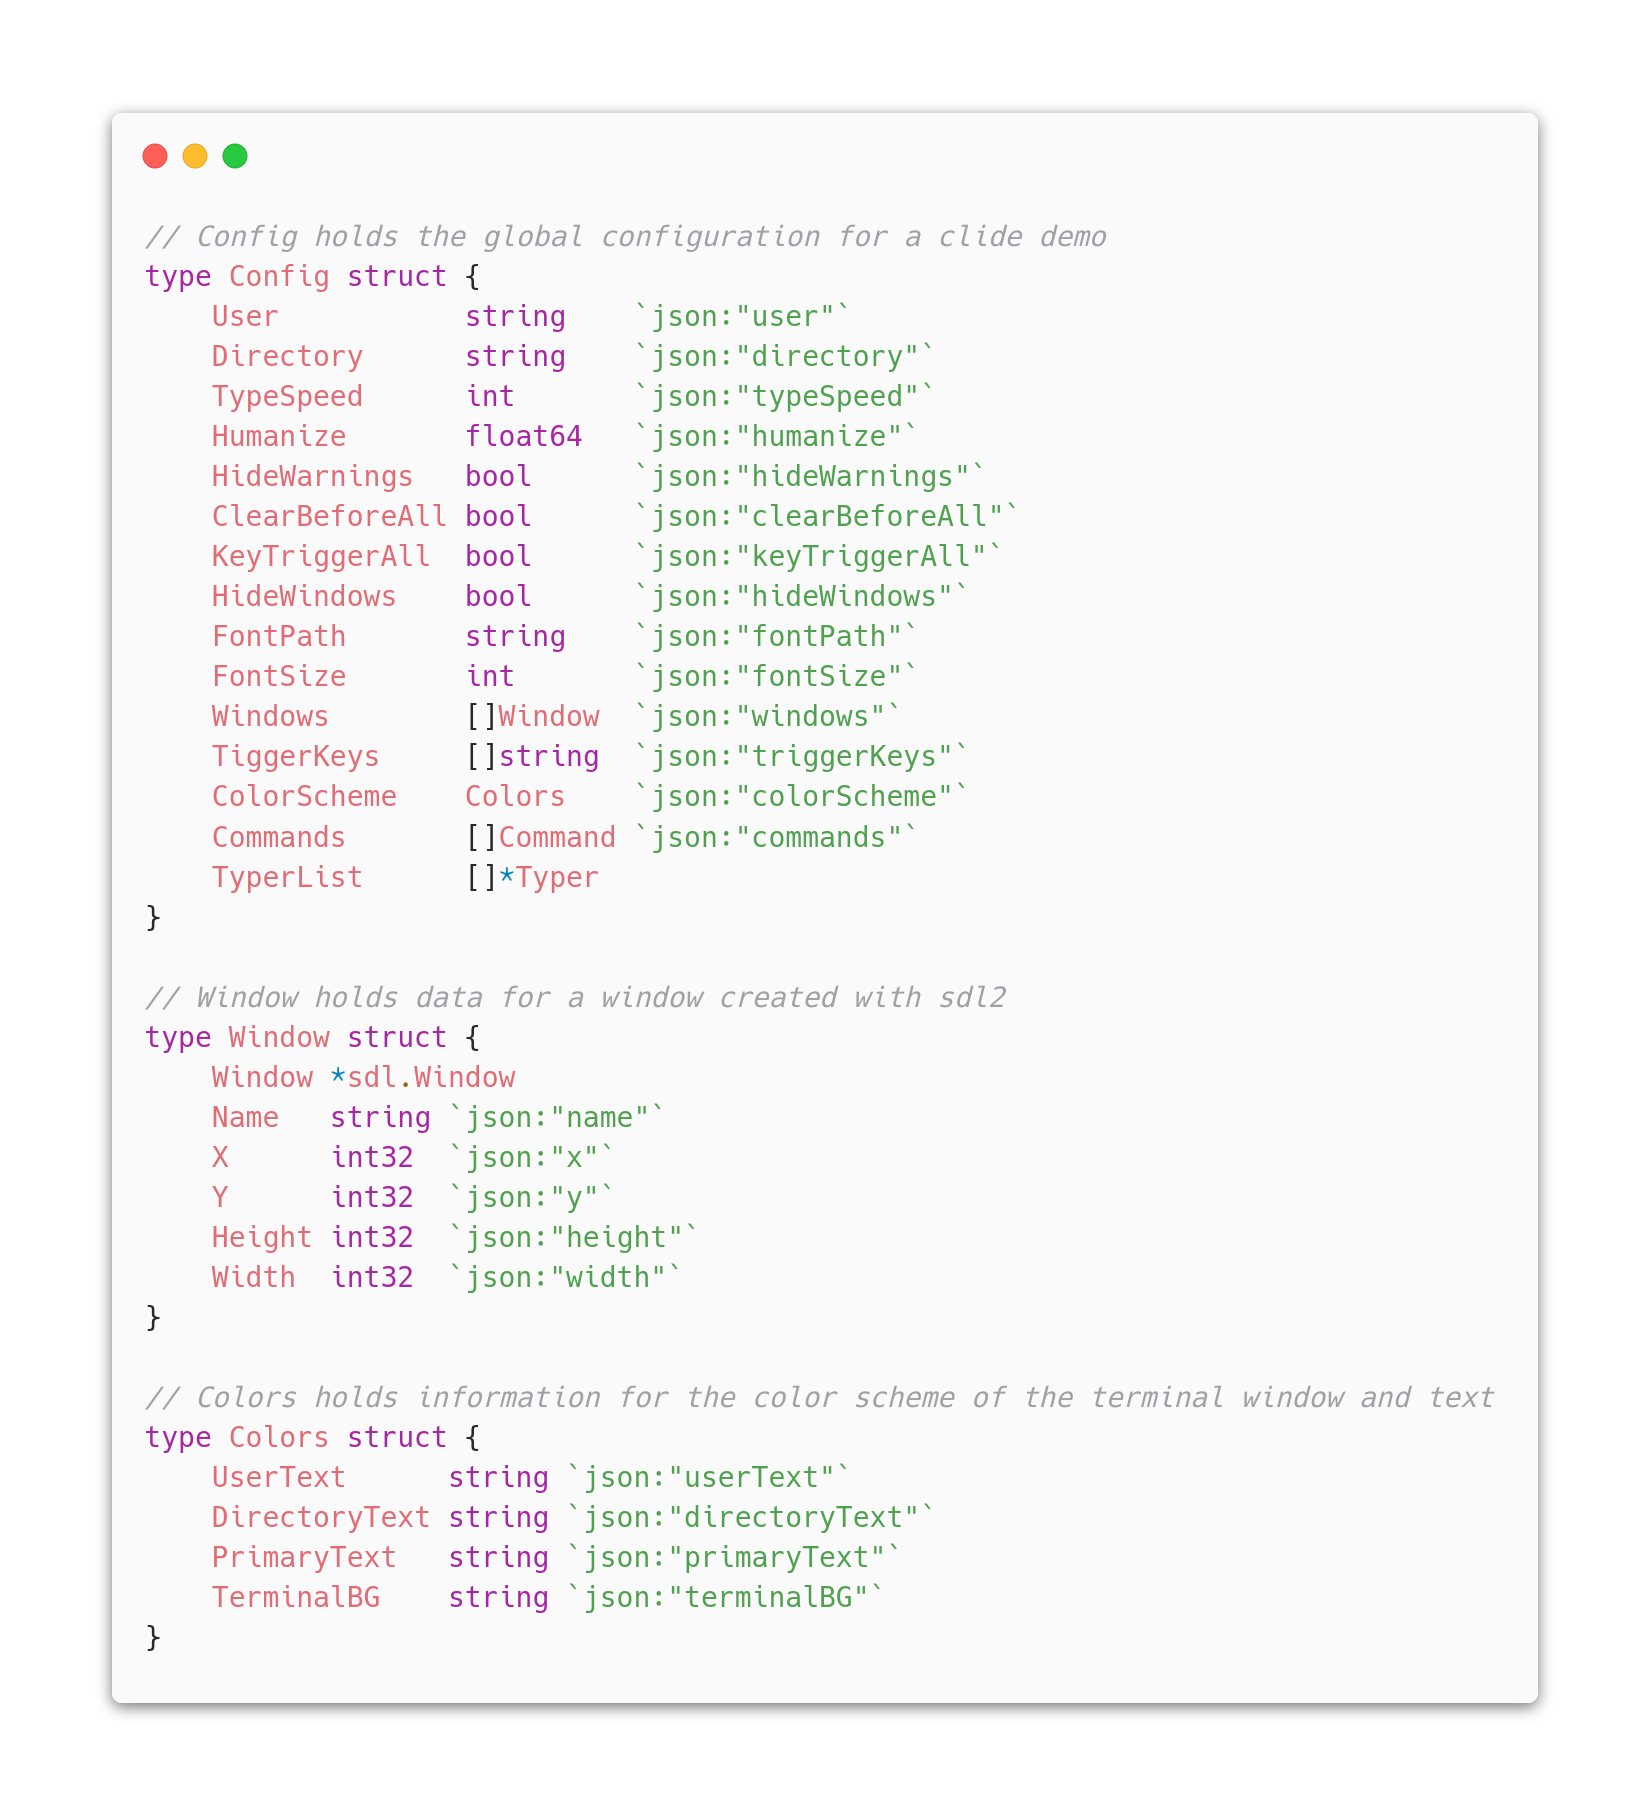 // Config holds the global configuration for a clide demo
type Config struct {
    User           string    `json:"user"`
    Directory      string    `json:"directory"`
    TypeSpeed      int       `json:"typeSpeed"`
    Humanize       float64   `json:"humanize"`
    HideWarnings   bool      `json:"hideWarnings"`
    ClearBeforeAll bool      `json:"clearBeforeAll"`
    KeyTriggerAll  bool      `json:"keyTriggerAll"`
    HideWindows    bool      `json:"hideWindows"`
    FontPath       string    `json:"fontPath"`
    FontSize       int       `json:"fontSize"`
    Windows        []Window  `json:"windows"`
    TiggerKeys     []string  `json:"triggerKeys"`
    ColorScheme    Colors    `json:"colorScheme"`
    Commands       []Command `json:"commands"`
    TyperList      []*Typer
}

// Window holds data for a window created with sdl2
type Window struct {
    Window *sdl.Window
    Name   string `json:"name"`
    X      int32  `json:"x"`
    Y      int32  `json:"y"`
    Height int32  `json:"height"`
    Width  int32  `json:"width"`
}

// Colors holds information for the color scheme of the terminal window and text
type Colors struct {
    UserText      string `json:"userText"`
    DirectoryText string `json:"directoryText"`
    PrimaryText   string `json:"primaryText"`
    TerminalBG    string `json:"terminalBG"`
}